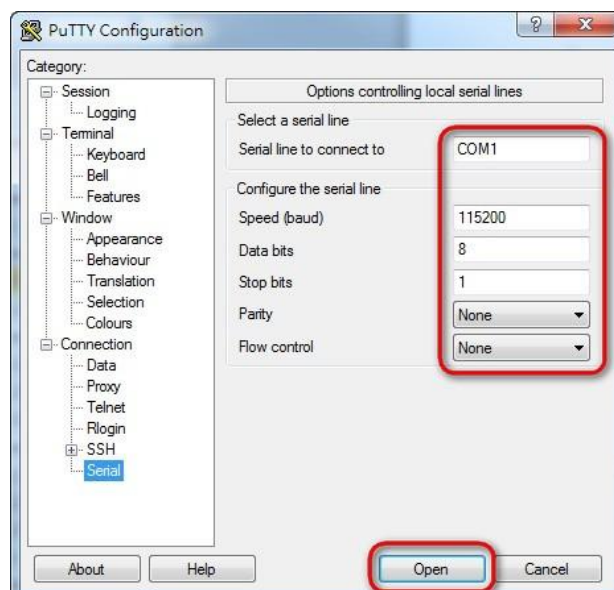 PuTTY Configuration
Category:
Session
Logging
Terminal
Keyboard
Bell
Features
Window
Appearance
Behaviour
Translation
Selection
Colours
Connection
Data
Proxy
Telnet
Rlogin
SSH
Serial
Options controlling local serial lines
Select a serial line
Serial line to connect to COM1
Configure the serial line
Speed (baud) 115200
Data bits 8
Stop bits 1
Parity None
Flow control None
About Help Open Cancel